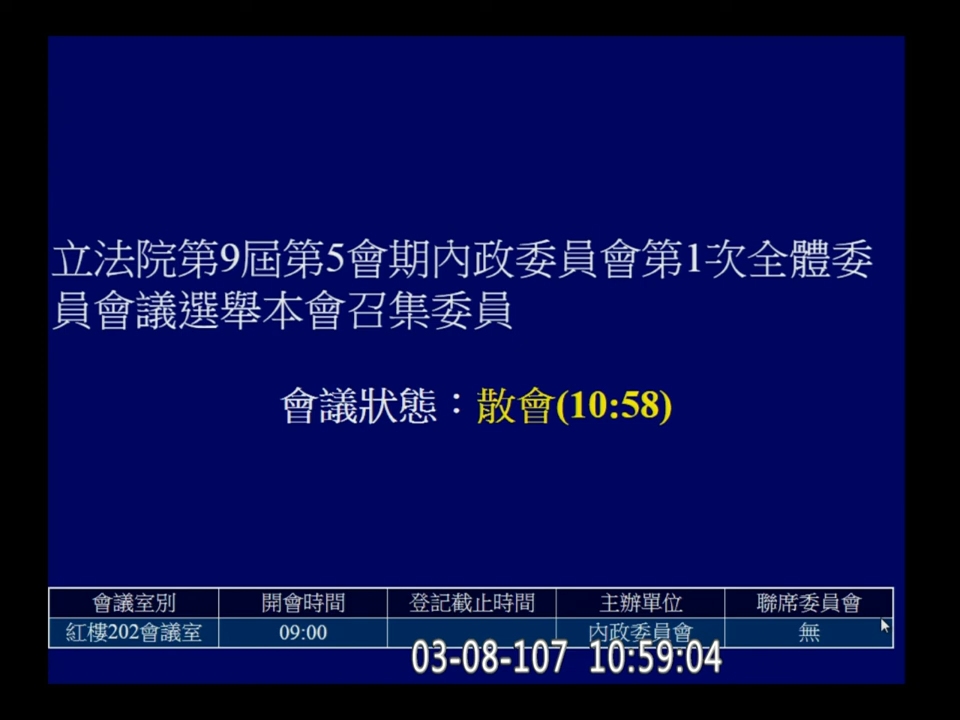 立法院第9屆第5會期內政委員會第1次全體委
員會議選舉本會召集委員
會議狀態：散會(10:58)
會議室別 開會時間 登記截止時間 主辦單位 聯席委員會
紅樓202會議室 09:00 內政委員會 無
03-08-107 10:59:04